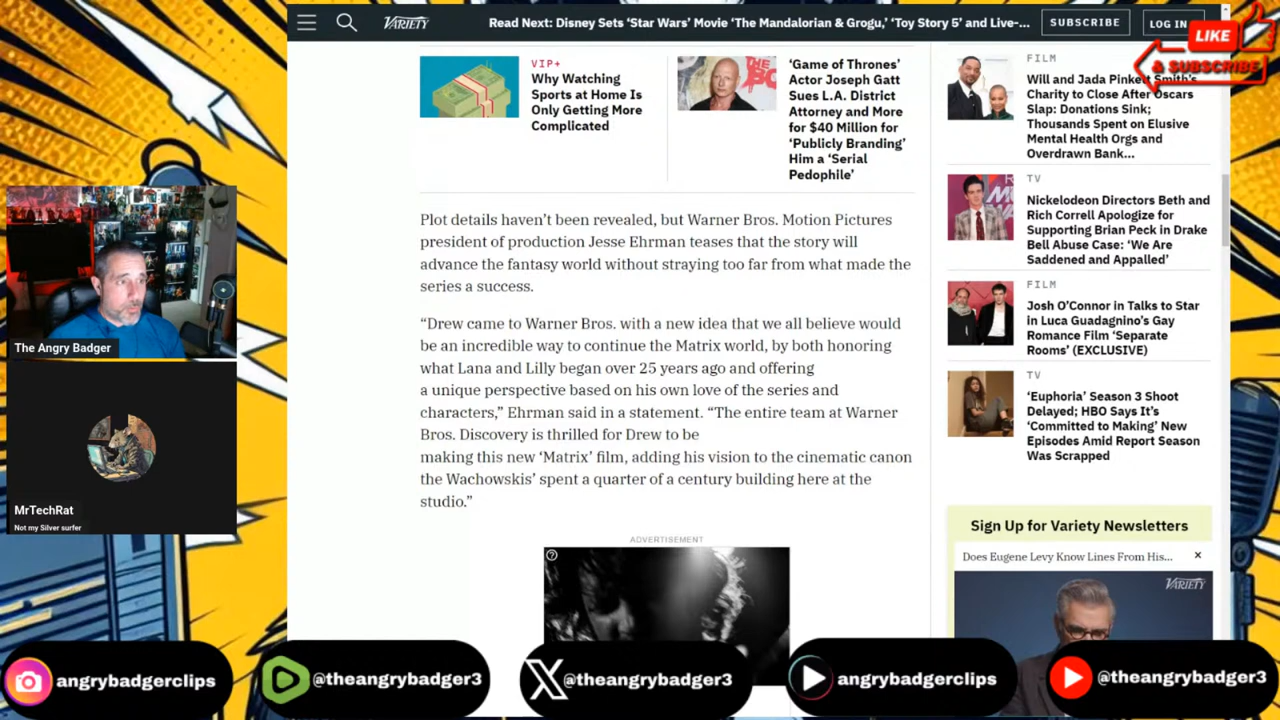 VARIETY
Read Next: Disney Sets ‘Star Wars’ Movie ‘The Mandalorian & Grogu,’ ‘Toy Story 5’ and Live-...
SUBSCRIBE
LOG IN
LIKE
& SUBSCRIBE
VIP+
Why Watching
Sports at Home Is
Only Getting More
Complicated
‘Game of Thrones’
Actor Joseph Gatt
Sues L.A. District
Attorney and More
for $40 Million for
‘Publicly Branding’
Him a ‘Serial
Pedophile’
Plot details haven’t been revealed, but Warner Bros. Motion Pictures
president of production Jesse Ehrman teases that the story will
advance the fantasy world without straying too far from what made the
series a success.
“Drew came to Warner Bros. with a new idea that we all believe would
be an incredible way to continue the Matrix world, by both honoring
what Lana and Lilly began over 25 years ago and offering
a unique perspective based on his own love of the series and
characters,” Ehrman said in a statement. “The entire team at Warner
Bros. Discovery is thrilled for Drew to be
making this new ‘Matrix’ film, adding his vision to the cinematic canon
the Wachowskis’ spent a quarter of a century building here at the
studio.”
ADVERTISEMENT
FILM
Will and Jada Pinkett Smith’s
Charity to Close After Oscars
Slap: Donations Sink;
Thousands Spent on Elusive
Mental Health Orgs and
Overdrawn Bank...
TV
Nickelodeon Directors Beth and
Rich Correll Apologize for
Supporting Brian Peck in Drake
Bell Abuse Case: ‘We Are
Saddened and Appalled’
FILM
Josh O’Connor in Talks to Star
in Luca Guadagnino’s Gay
Romance Film ‘Separate
Rooms’ (EXCLUSIVE)
TV
‘Euphoria’ Season 3 Shoot
Delayed; HBO Says It’s
‘Committed to Making’ New
Episodes Amid Report Season
Was Scrapped
Sign Up for Variety Newsletters
Does Eugene Levy Know Lines From His...
VARIETY
The Angry Badger
MrTechRat
Not my Silver surfer
angrybadgerclips
@theangrybadger3
@theangrybadger3
angrybadgerclips
@theangrybadger3